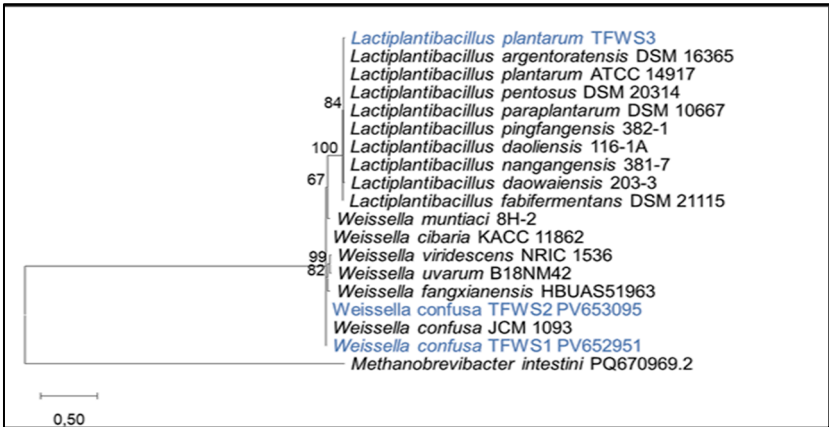 Lactiplantibacillus plantarum TFWS3
Lactiplantibacillus argentoratensis DSM 16365
Lactiplantibacillus plantarum ATCC 14917
Lactiplantibacillus pentosus DSM 20314
84
Lactiplantibacillus paraplantarum DSM 10667
Lactiplantibacillus pingfangensis 382-1
100
Lactiplantibacillus daoliensis 116-1A
Lactiplantibacillus nangangensis 381-7
67
Lactiplantibacillus daowaiensis 203-3
Lactiplantibacillus fabifermentans DSM 21115
Weissella muntiaci 8H-2
Weissella cibaria KACC 11862
99
Weissella viridescens NRIC 1536
82
Weissella uvarum B18NM42
Weissella fangxianensis HBUAS51963
Weissella confusa TFWS2 PV653095
Weissella confusa JCM 1093
Weissella confusa TFWS1 PV652951
Methanobrevibacter intestini PQ670969.2
0,50